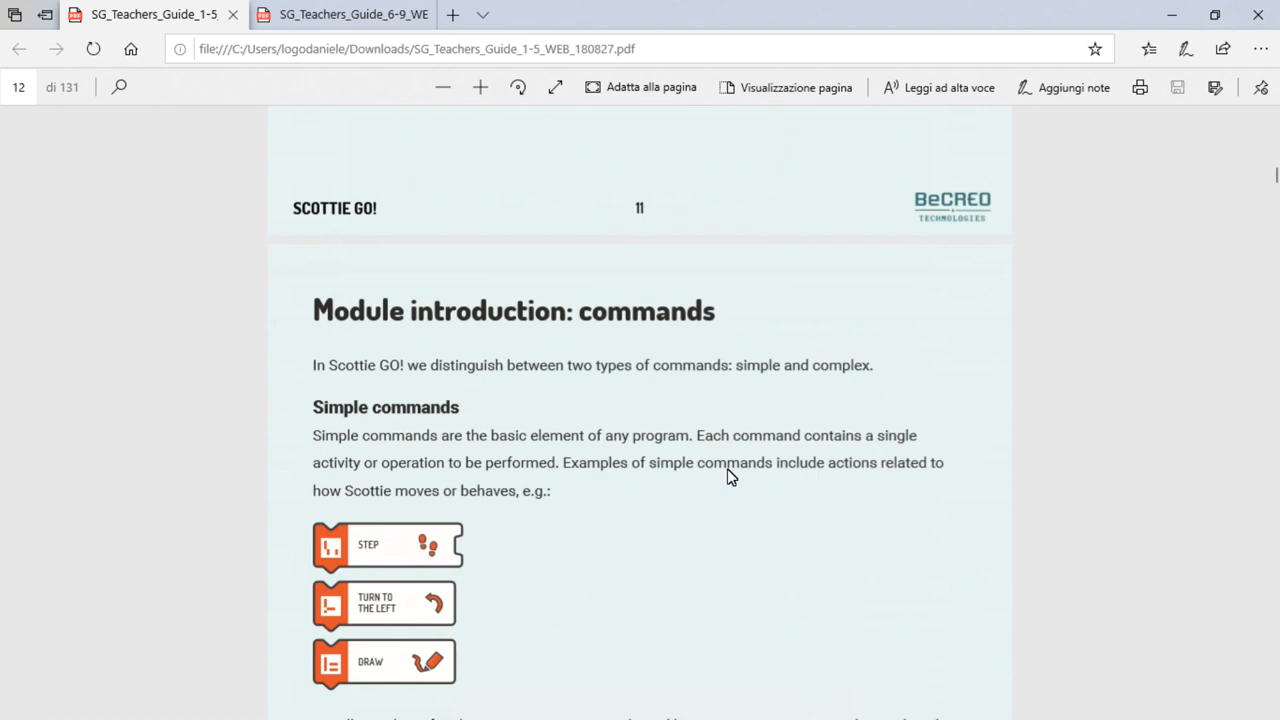 SG_Teachers_Guide_1-5_
SG_Teachers_Guide_6-9_WE
file:///C:/Users/logodaniele/Downloads/SG_Teachers_Guide_1-5_WEB_180827.pdf
12 di 131
Adatta alla pagina
Visualizzazione pagina
Leggi ad alta voce
Aggiungi note
SCOTTIE GO!
11
BeCREO
TECHNOLOGIES
Module introduction: commands
In Scottie GO! we distinguish between two types of commands: simple and complex.
Simple commands
Simple commands are the basic element of any program. Each command contains a single
activity or operation to be performed. Examples of simple commands include actions related to
how Scottie moves or behaves, e.g.:
STEP
TURN TO
THE LEFT
DRAW